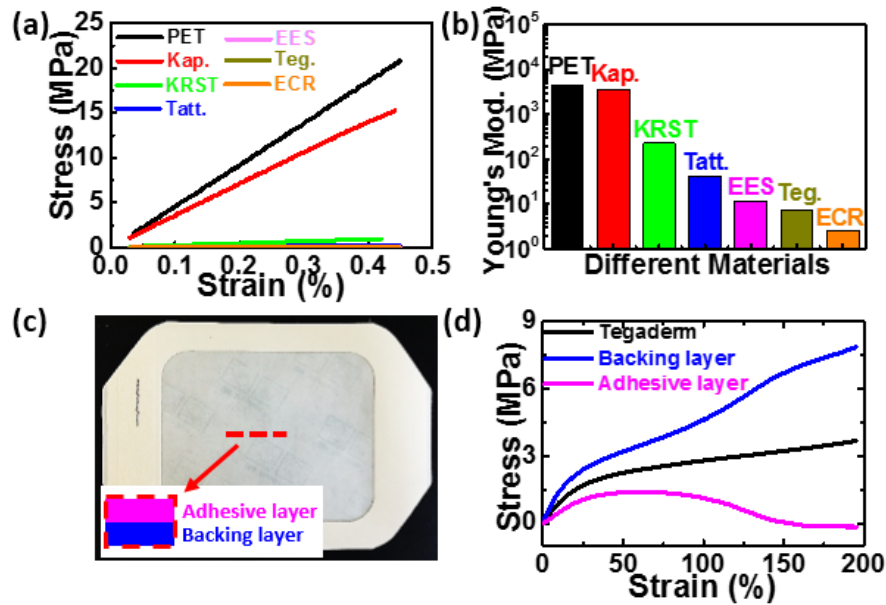 (a)
Stress (MPa)
25
20
15
10
5
0
PET
Kap.
KRST
Tatt.
EES
Teg.
ECR
0.0 0.1 0.2 0.3 0.4 0.5
Strain (%)
(b)
Young's Mod. (MPa)
10^5
10^4
10^3
10^2
10^1
10^0
PET
Kap.
KRST
Tatt.
EES
Teg.
ECR
Different Materials
(c)
Adhesive layer
Backing layer
(d)
Stress (MPa)
9
6
3
0
Tegaderm
Backing layer
Adhesive layer
0 50 100 150 200
Strain (%)